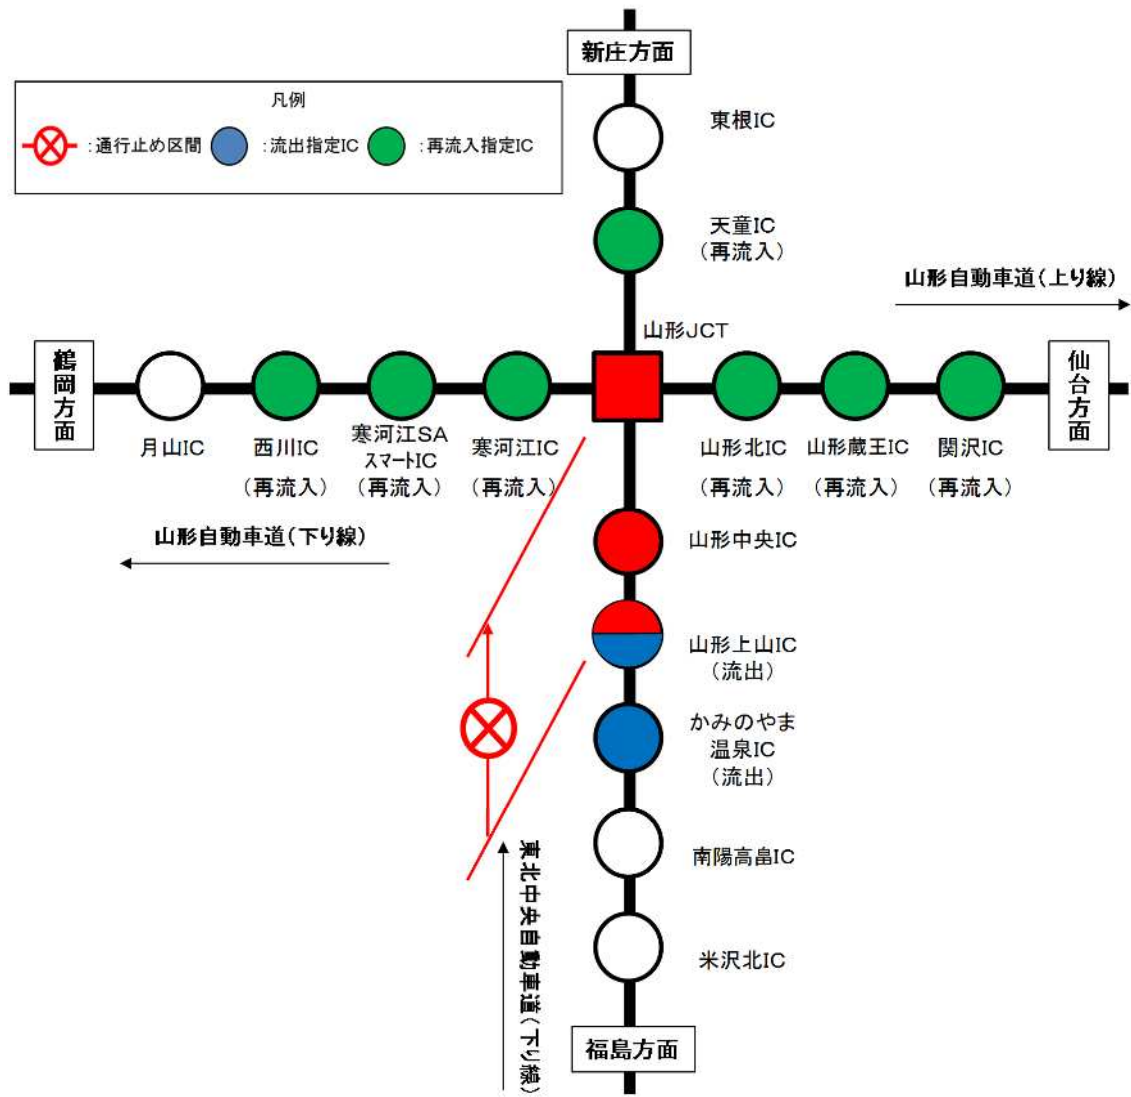 新庄方面
凡例
:通行止め区間
:流出指定IC
:再流入指定IC
東根IC
天童IC
(再流入)
山形自動車道(上り線)
山形JCT
鶴岡方面
仙台方面
月山IC
西川IC
(再流入)
寒河江SA
スマートIC
(再流入)
寒河江IC
(再流入)
山形北IC
(再流入)
山形蔵王IC
(再流入)
関沢IC
(再流入)
山形自動車道(下り線)
山形中央IC
山形上山IC
(流出)
かみのやま
温泉IC
(流出)
南陽高畠IC
東北中央自動車道(下り線)
米沢北IC
福島方面